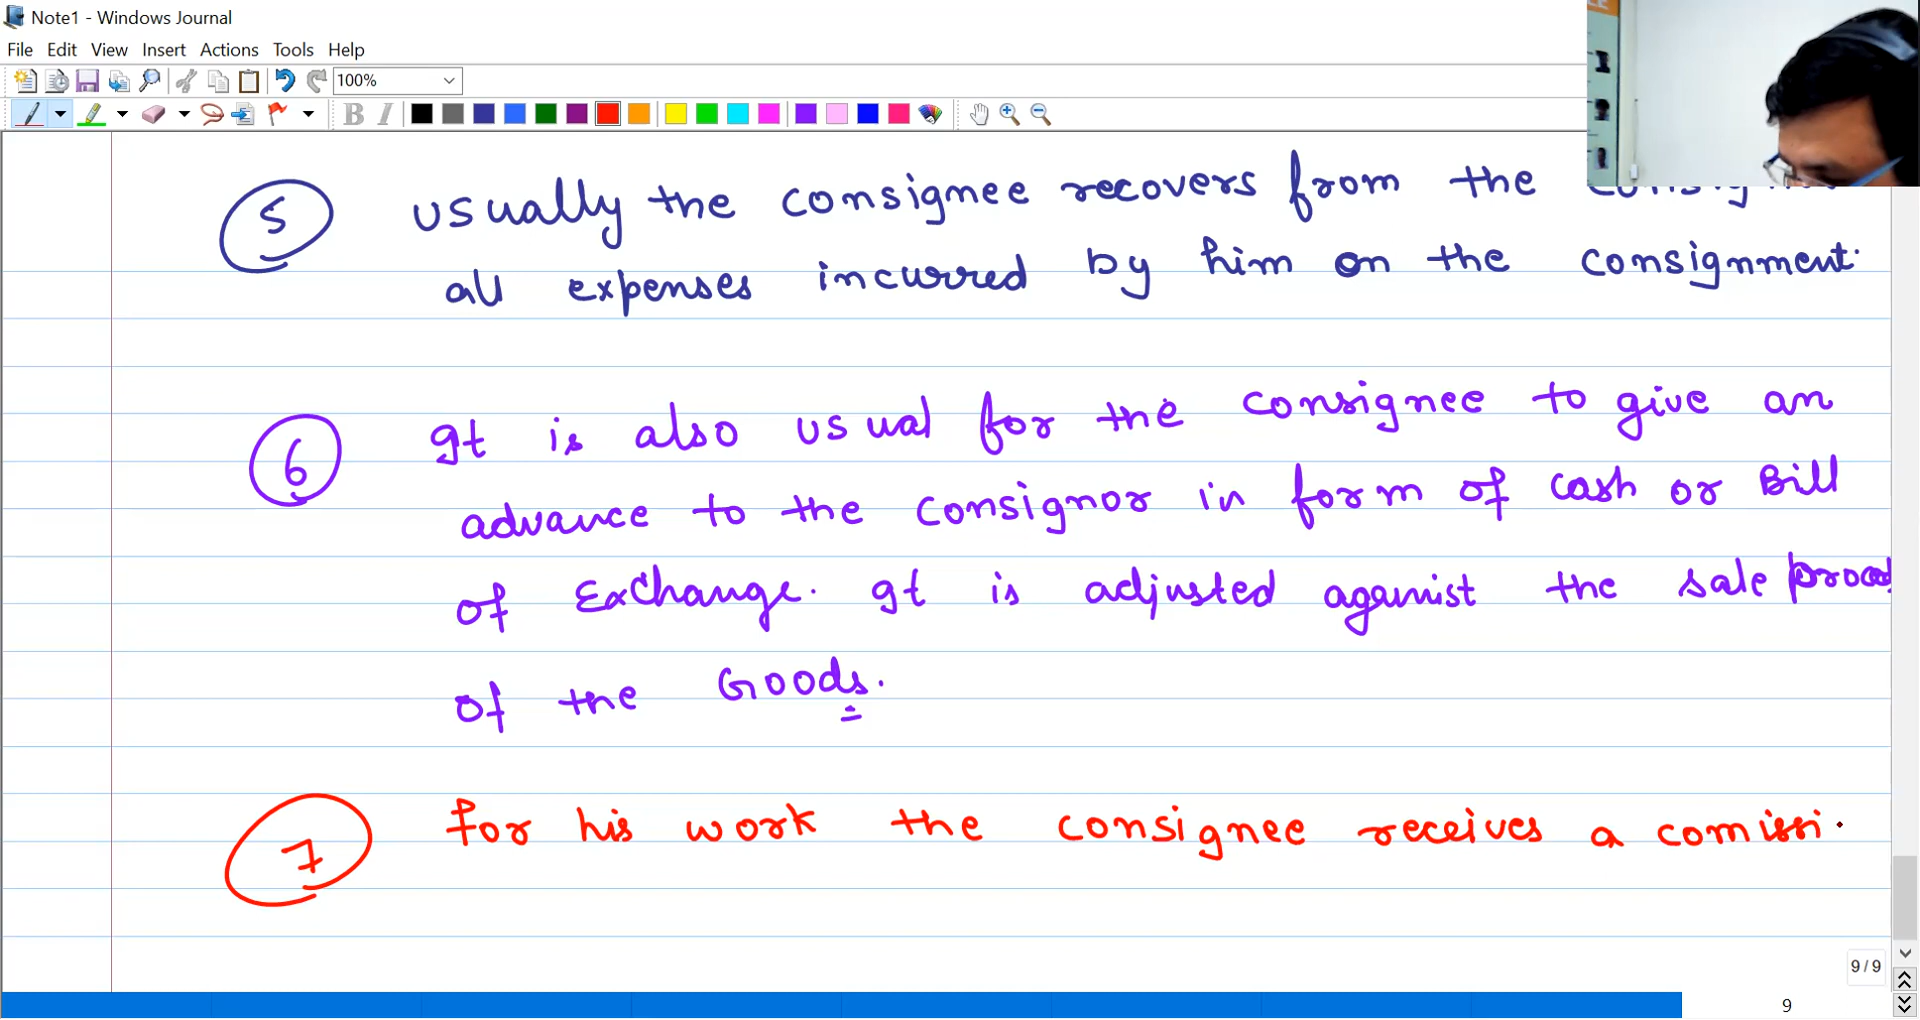 Note1 - Windows Journal
File Edit View Insert Actions Tools Help
100%
B I
5 usually the consignee recovers from the
all expenses incurred by him on the consignment.
6 It is also usual for the consignee to give an
advance to the consignor in form of cash or Bill
of Exchange. It is adjusted against the sale
of the Goods.
7 for his work the consignee receives a comissi
9 / 9
9